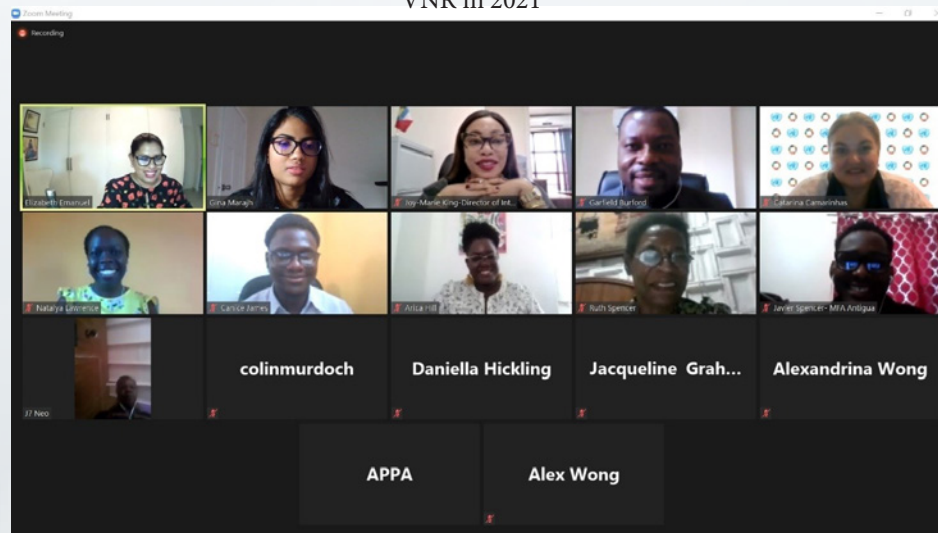 VNR in 2021
Zoom Meeting
Recording
Elizabeth Emanuel
Gina Marajh
Joy-Marie King-Director of Int...
Garfield Burford
Catarina Camarinhas
Natalya Lawrence
Canice James
Arica Hill
Ruth Spencer
Javier Spencer- MFA Antigua
J7 Neo
colinmurdoch
Daniella Hickling
Jacqueline Grah...
Alexandrina Wong
APPA
Alex Wong